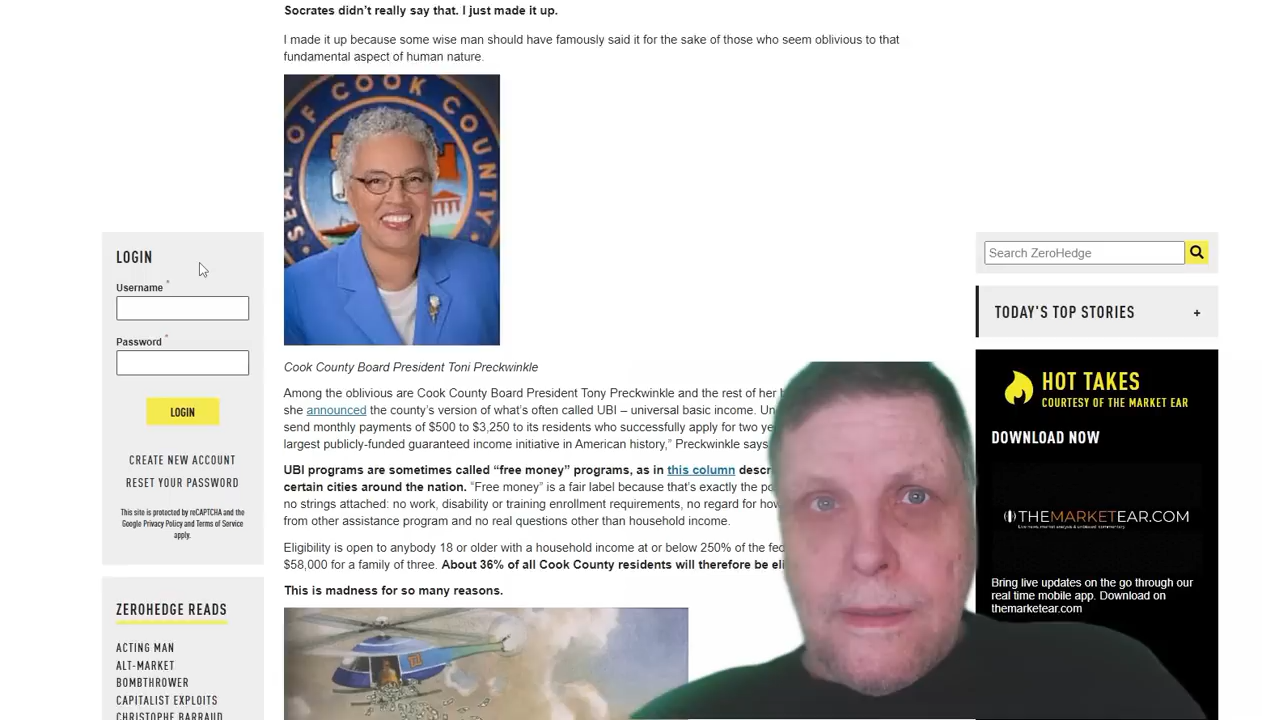 Socrates didn't really say that. I just made it up.
I made it up because some wise man should have famously said it for the sake of those who seem oblivious to that
fundamental aspect of human nature.
SEAL OF COOK COUNTY,
Cook County Board President Toni Preckwinkle
Among the oblivious are Cook County Board President Tony Preckwinkle and the rest of her
she announced the county's version of what's often called UBI – universal basic income.
send monthly payments of $500 to $3,250 to its residents who successfully apply for two
largest publicly-funded guaranteed income initiative in American history," Preckwinkle says
UBI programs are sometimes called "free money" programs, as in this column
certain cities around the nation. "Free money" is a fair label because that's exactly the
no strings attached: no work, disability or training enrollment requirements, no regard for
from other assistance program and no real questions other than household income.
Eligibility is open to anybody 18 or older with a household income at or below 250% of the
$58,000 for a family of three. About 36% of all Cook County residents will therefore be
This is madness for so many reasons.
LOGIN
Username *
Password *
LOGIN
CREATE NEW ACCOUNT
RESET YOUR PASSWORD
This site is protected by reCAPTCHA and the
Google Privacy Policy and Terms of Service
apply.
ZEROHEDGE READS
ACTING MAN
ALT-MARKET
BOMBTHROWER
CAPITALIST EXPLOITS
CHRISTOPHE BARRAUD
Search ZeroHedge
TODAY'S TOP STORIES +
HOT TAKES
COURTESY OF THE MARKET EAR
DOWNLOAD NOW
THEMARKETEAR.COM
Bring live updates on the go through our
real time mobile app. Download on
themarketear.com